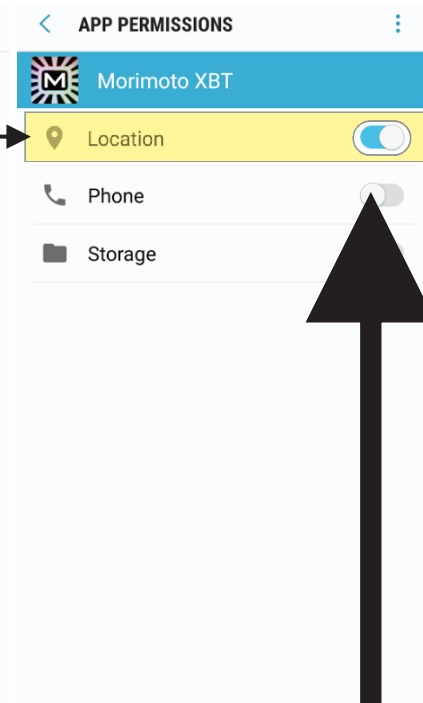 APP PERMISSIONS
M
Morimoto XBT
Location
Phone
Storage